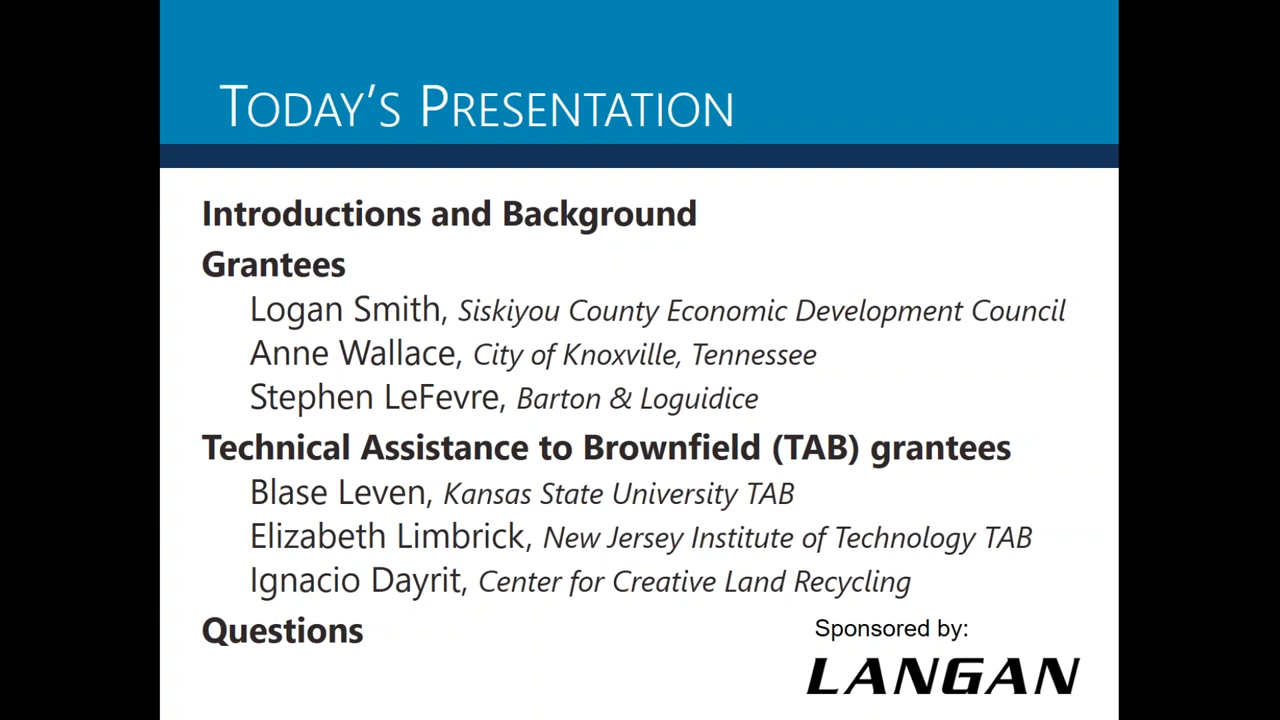 TODAY'S PRESENTATION
Introductions and Background
Grantees
Logan Smith, Siskiyou County Economic Development Council
Anne Wallace, City of Knoxville, Tennessee
Stephen LeFevre, Barton & Loguidice
Technical Assistance to Brownfield (TAB) grantees
Blase Leven, Kansas State University TAB
Elizabeth Limbrick, New Jersey Institute of Technology TAB
Ignacio Dayrit, Center for Creative Land Recycling
Questions
Sponsored by:
LANGAN